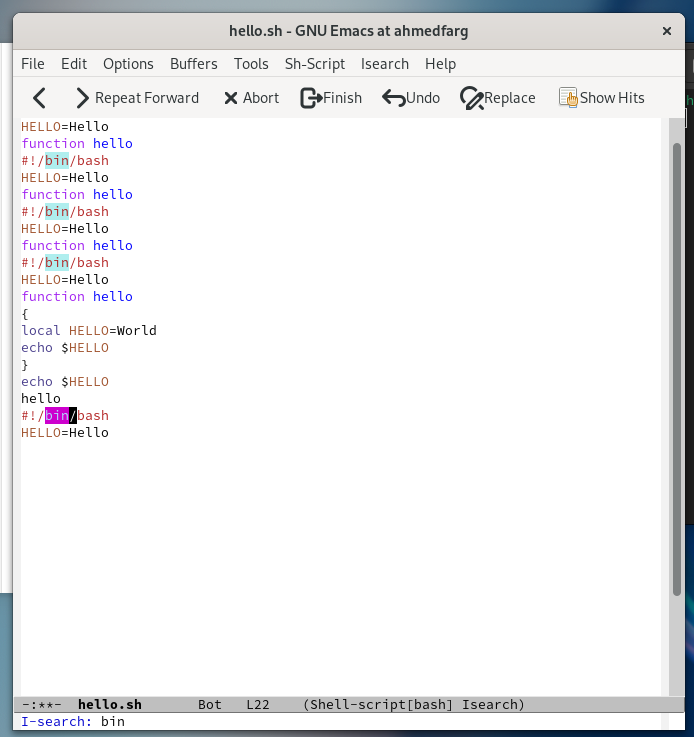 hello.sh - GNU Emacs at ahmedfarg ×
File Edit Options Buffers Tools Sh-Script Isearch Help
Repeat Forward Abort Finish Undo Replace Show Hits
HELLO=Hello
function hello
#!/bin/bash
HELLO=Hello
function hello
#!/bin/bash
HELLO=Hello
function hello
#!/bin/bash
HELLO=Hello
function hello
{
local HELLO=World
echo $HELLO
}
echo $HELLO
hello
#!/bin/bash
HELLO=Hello
-:**- hello.sh Bot L22 (Shell-script[bash] Isearch)
I-search: bin